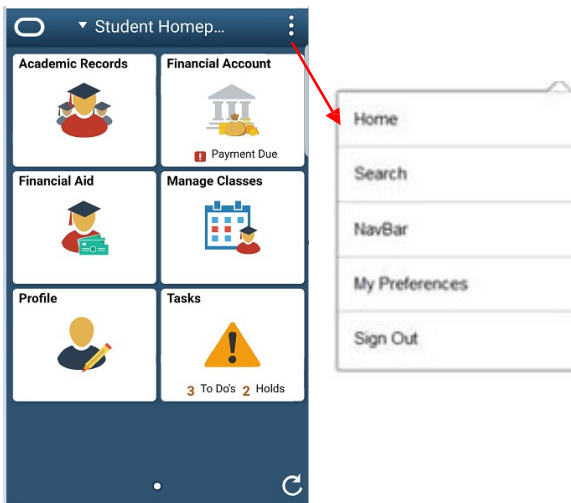 Student Homep...
Academic Records
Financial Account
Payment Due
Financial Aid
Manage Classes
Profile
Tasks
3 To Do's 2 Holds
Home
Search
NavBar
My Preferences
Sign Out